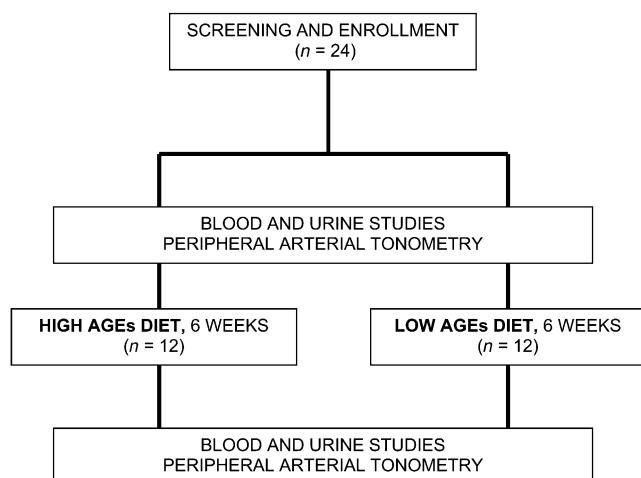 SCREENING AND ENROLLMENT
(n = 24)
BLOOD AND URINE STUDIES
PERIPHERAL ARTERIAL TONOMETRY
HIGH AGEs DIET, 6 WEEKS
(n = 12)
LOW AGEs DIET, 6 WEEKS
(n = 12)
BLOOD AND URINE STUDIES
PERIPHERAL ARTERIAL TONOMETRY